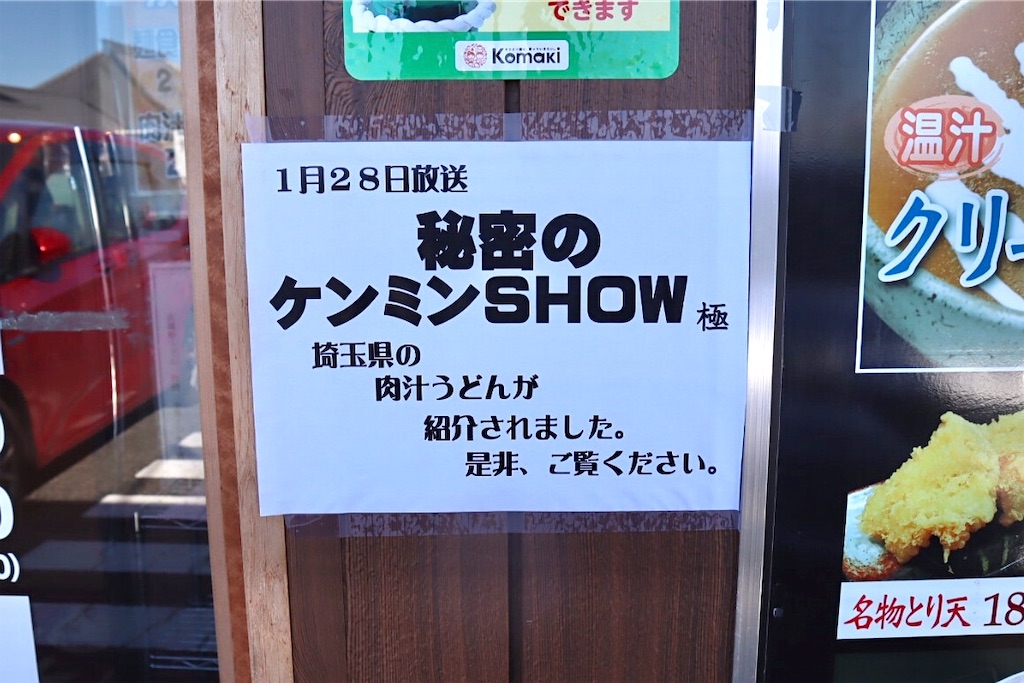 できます
Komaki
1月28日放送
秘密の
ケンミンSHOW 極
埼玉県の
肉汁うどんが
紹介されました。
是非、ご覧ください。
温汁
クリー
名物とり天 18